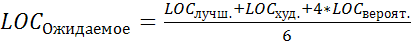 LOC_Ожидаемое = (LOC_лучш. + LOC_худ. + 4*LOC_вероят.) / 6